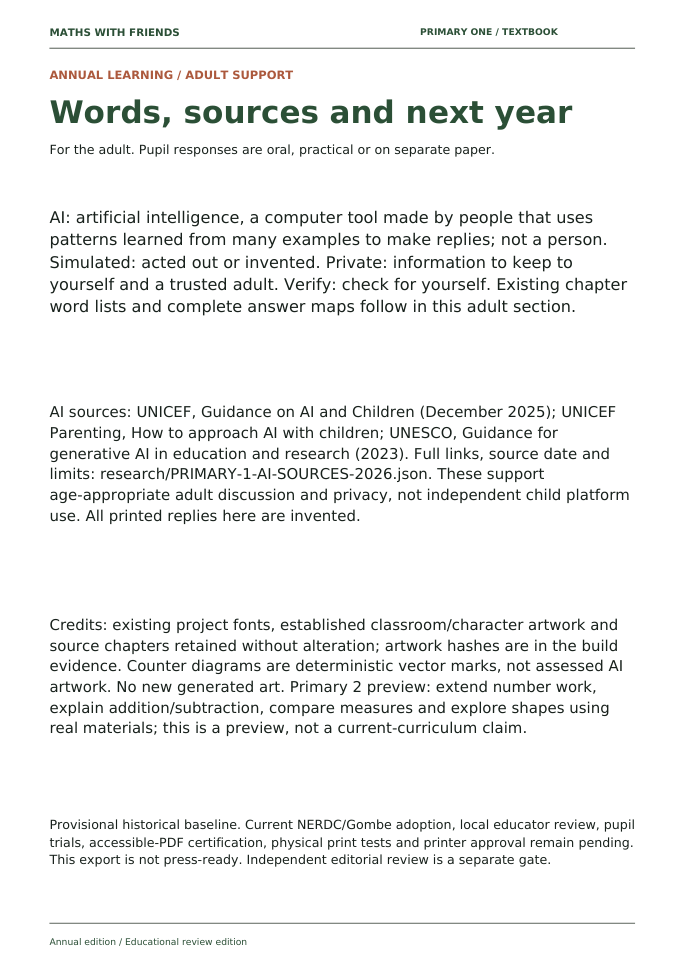 MATHS WITH FRIENDS
PRIMARY ONE / TEXTBOOK
ANNUAL LEARNING / ADULT SUPPORT
Words, sources and next year
For the adult. Pupil responses are oral, practical or on separate paper.
AI: artificial intelligence, a computer tool made by people that uses
patterns learned from many examples to make replies; not a person.
Simulated: acted out or invented. Private: information to keep to
yourself and a trusted adult. Verify: check for yourself. Existing chapter
word lists and complete answer maps follow in this adult section.
AI sources: UNICEF, Guidance on AI and Children (December 2025); UNICEF
Parenting, How to approach AI with children; UNESCO, Guidance for
generative AI in education and research (2023). Full links, source date and
limits: research/PRIMARY-1-AI-SOURCES-2026.json. These support
age-appropriate adult discussion and privacy, not independent child platform
use. All printed replies here are invented.
Credits: existing project fonts, established classroom/character artwork and
source chapters retained without alteration; artwork hashes are in the build
evidence. Counter diagrams are deterministic vector marks, not assessed AI
artwork. No new generated art. Primary 2 preview: extend number work,
explain addition/subtraction, compare measures and explore shapes using
real materials; this is a preview, not a current-curriculum claim.
Provisional historical baseline. Current NERDC/Gombe adoption, local educator review, pupil
trials, accessible-PDF certification, physical print tests and printer approval remain pending.
This export is not press-ready. Independent editorial review is a separate gate.
Annual edition / Educational review edition